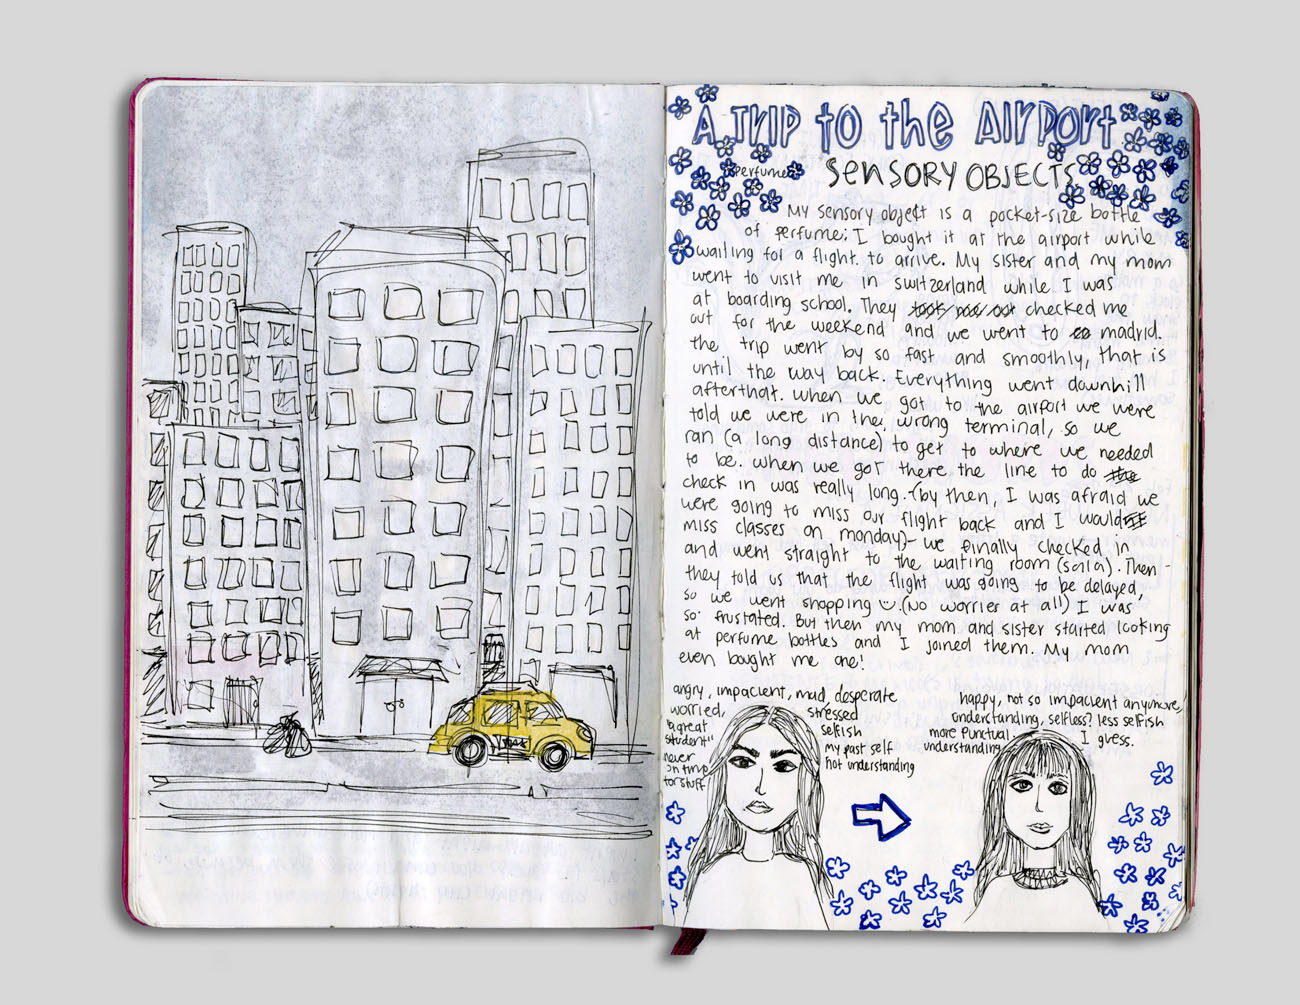 A TRIP to the AIRPORT
Perfume
SENSORY OBJECTS
My sensory object is a pocket-size bottle
of perfume; I bought it at the airport while
waiting for a flight. to arrive. My sister and my mom
went to visit me in switzerland while I was
at boarding school. They took me out checked me
out for the weekend and we went to madrid.
the trip went by so fast and smoothly, that is
until the way back. Everything went downhill
afterthat. when we got to the airport we were
told we were in the wrong terminal, so we
ran (a long distance) to get to where we needed
to be. when we got there the line to do the
check in was really long. (by then, I was afraid we
were going to miss our flight back and I would
miss classes on monday)- we finally checked in
and went straight to the waiting room (sala). Then -
they told us that the flight was going to be delayed,
so we went shopping (No worrier at all) I was
so frustated. But then my mom and sister started looking
at perfume bottles and I joined them. My mom
even bought me one!
angry, impacient, mad, desperate,
worried, stressed
"a great selfish
student" my past self
never not understanding
on time
for stuff
happy, not so impacient anymore,
understanding, selfless? less selfish
more punctual I guess.
understanding